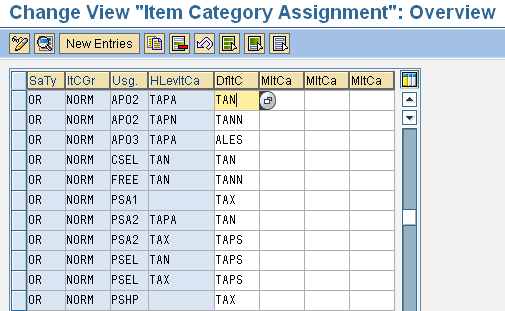 Change View "Item Category Assignment": Overview
New Entries
SaTy ItCGr Usg. HLevItCa DfItC MItCa MItCa MItCa
OR NORM APO2 TAPA TAN
OR NORM APO2 TAPN TANN
OR NORM APO3 TAPA ALES
OR NORM CSEL TAN TAN
OR NORM FREE TAN TANN
OR NORM PSA1 TAX
OR NORM PSA2 TAPA TAN
OR NORM PSA2 TAX TAPS
OR NORM PSEL TAN TAPS
OR NORM PSEL TAX TAPS
OR NORM PSHP TAX